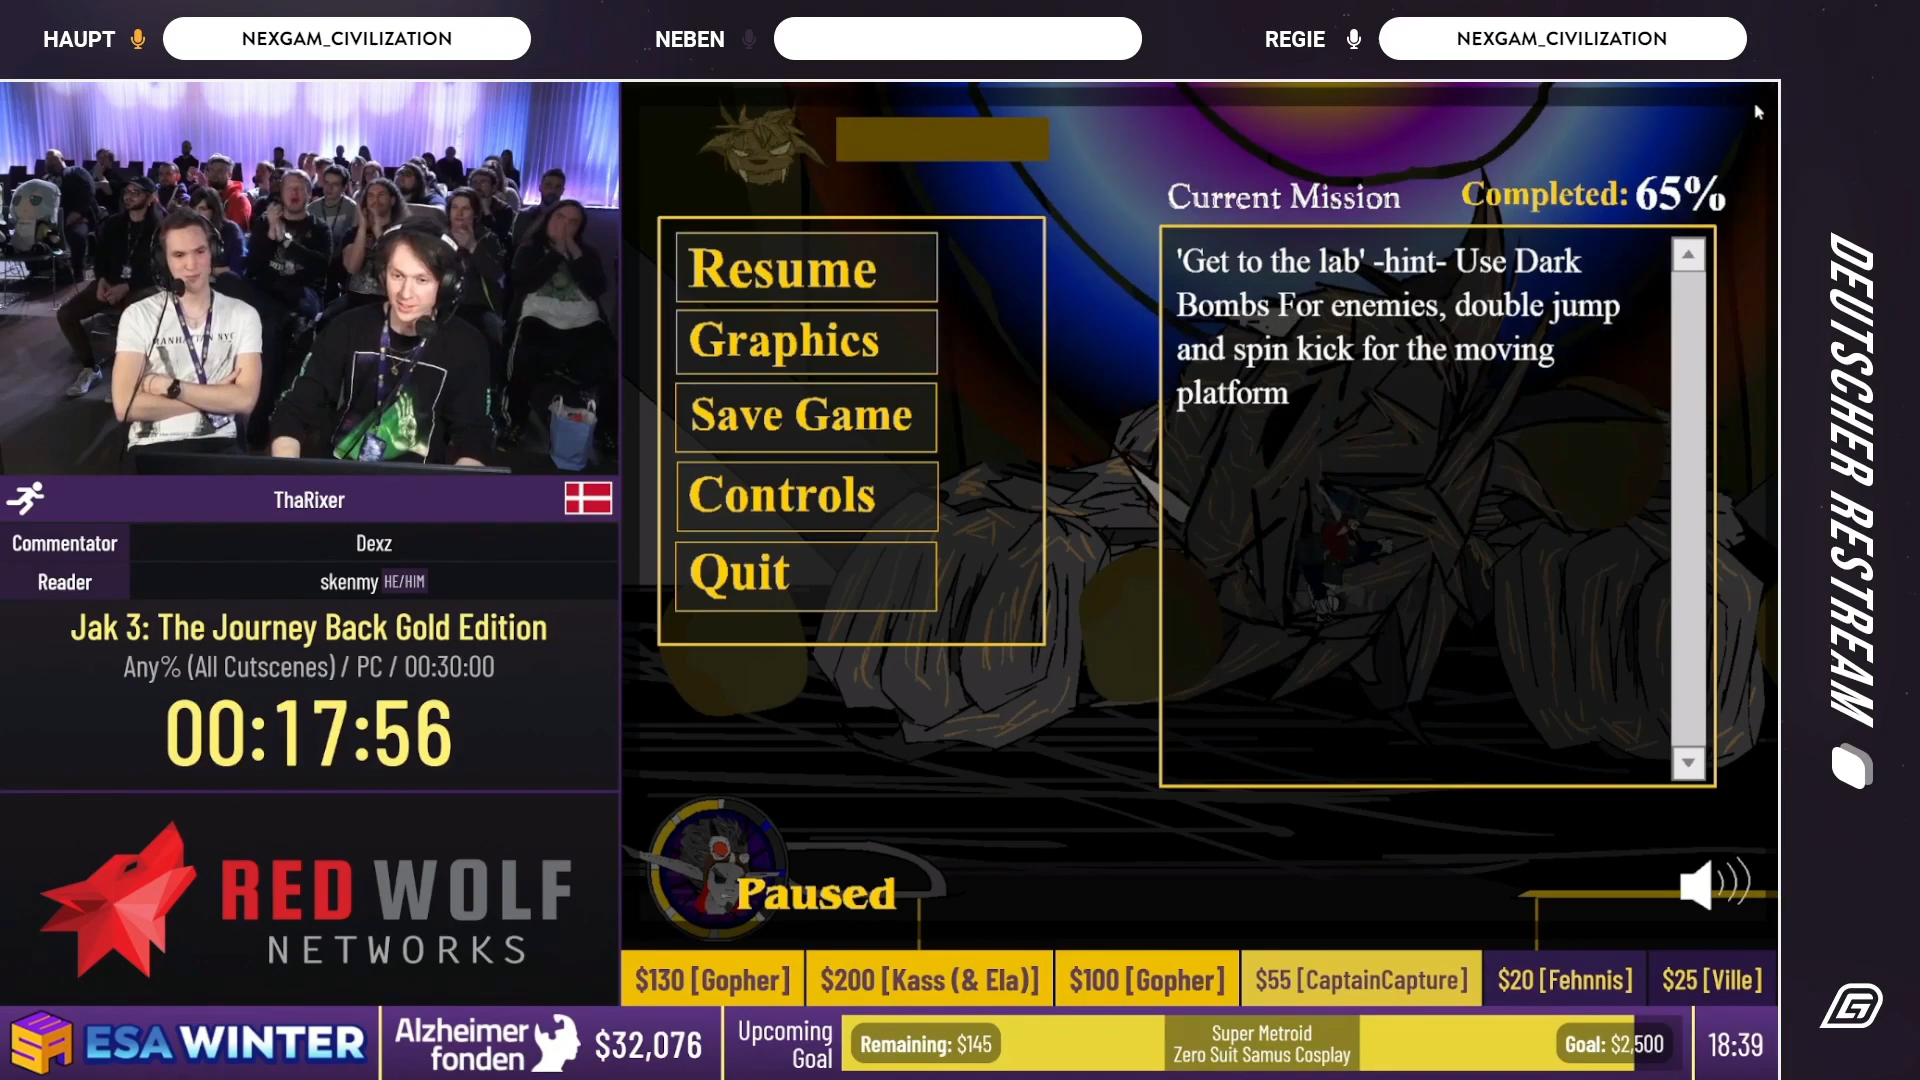 HAUPT
NEXGAM_CIVILIZATION
NEBEN
REGIE
NEXGAM_CIVILIZATION
DEUTSCHER RESTREAM
MANHATTAN NYC
ThaRixer
Commentator
Dexz
Reader
skenmy HE/HIM
Jak 3: The Journey Back Gold Edition
Any% (All Cutscenes) / PC / 00:30:00
00:17:56
RED WOLF
NETWORKS
Resume
Graphics
Save Game
Controls
Quit
Current Mission
Completed: 65%
'Get to the lab' -hint- Use Dark
Bombs For enemies, double jump
and spin kick for the moving
platform
Paused
$130 [Gopher]
$200 [Kass (& Ela)]
$100 [Gopher]
$55 [CaptainCapture]
$20 [Fehnnis]
$25 [Ville]
ESA WINTER
Alzheimer
fonden
$32,076
Upcoming
Goal
Remaining: $145
Super Metroid
Zero Suit Samus Cosplay
Goal: $2,500
18:39